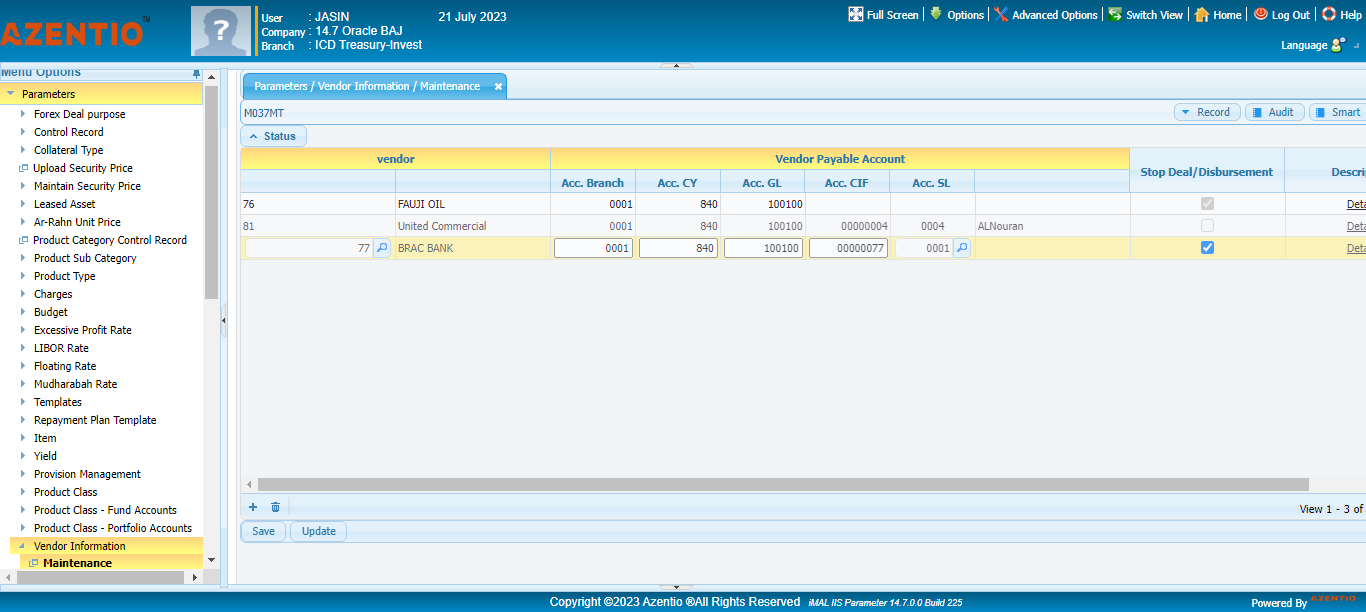 AZENTIO™
User : JASIN 21 July 2023
Company : 14.7 Oracle BAJ
Branch : ICD Treasury-Invest
Full Screen Options Advanced Options Switch View Home Log Out Help
Language
Menu Options
Parameters
Forex Deal purpose
Control Record
Collateral Type
Upload Security Price
Maintain Security Price
Leased Asset
Ar-Rahn Unit Price
Product Category Control Record
Product Sub Category
Product Type
Charges
Budget
Excessive Profit Rate
LIBOR Rate
Floating Rate
Mudharabah Rate
Templates
Repayment Plan Template
Item
Yield
Provision Management
Product Class
Product Class - Fund Accounts
Product Class - Portfolio Accounts
Vendor Information
Maintenance
Parameters / Vendor Information / Maintenance
M037MT Record Audit Smart
Status
vendor Vendor Payable Account Stop Deal/Disbursement Descrip
Acc. Branch Acc. CY Acc. GL Acc. CIF Acc. SL
76 FAUJI OIL 0001 840 100100 Deta
81 United Commercial 0001 840 100100 00000004 0004 ALNouran Deta
77 BRAC BANK 0001 840 100100 00000077 0001 Deta
View 1 - 3 of
Save Update
Copyright ©2023 Azentio ®All Rights Reserved iMAL IIS Parameter 14.7.0.0 Build 225
Powered By AZENTIO